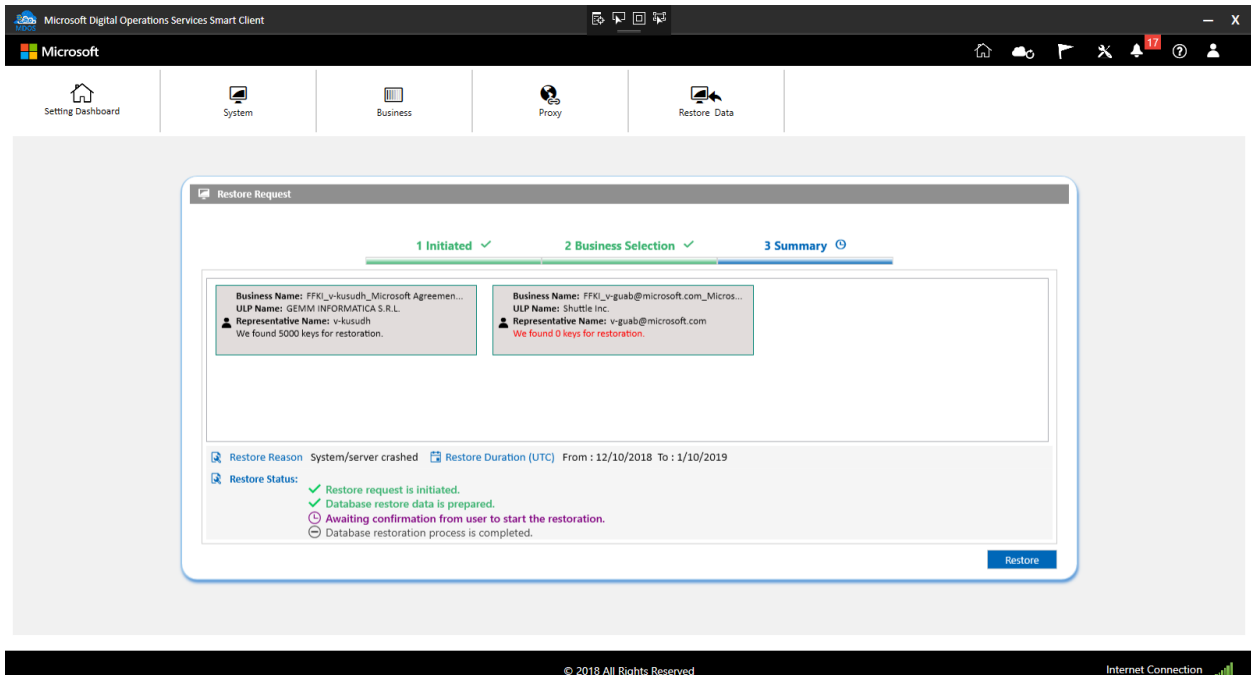 MDOS
Microsoft Digital Operations Services Smart Client
X
Microsoft
17
Setting Dashboard
System
Business
Proxy
Restore Data
Restore Request
1 Initiated
2 Business Selection
3 Summary
Business Name: FFKI_v-kusudh_Microsoft Agreemen...
ULP Name: GEMM INFORMATICA S.R.L.
Representative Name: v-kusudh
We found 5000 keys for restoration.
Business Name: FFKI_v-guab@microsoft.com_Micros...
ULP Name: Shuttle Inc.
Representative Name: v-guab@microsoft.com
We found 0 keys for restoration.
Restore Reason System/server crashed Restore Duration (UTC) From : 12/10/2018 To : 1/10/2019
Restore Status:
Restore request is initiated.
Database restore data is prepared.
Awaiting confirmation from user to start the restoration.
Database restoration process is completed.
Restore
© 2018 All Rights Reserved
Internet Connection